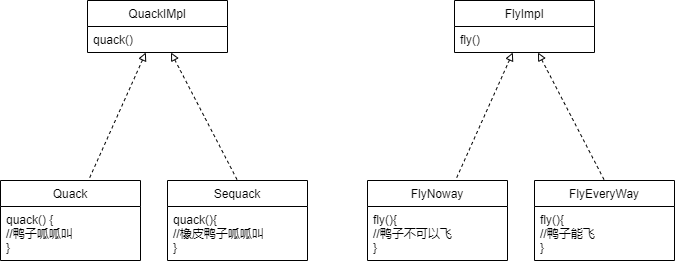 QuackIMpl
quack()
FlyImpl
fly()
Quack
quack() {
//鸭子呱呱叫
}
Sequack
quack(){
//橡皮鸭子呱呱叫
}
FlyNoway
fly(){
//鸭子不可以飞
}
FlyEveryWay
fly(){
//鸭子能飞
}